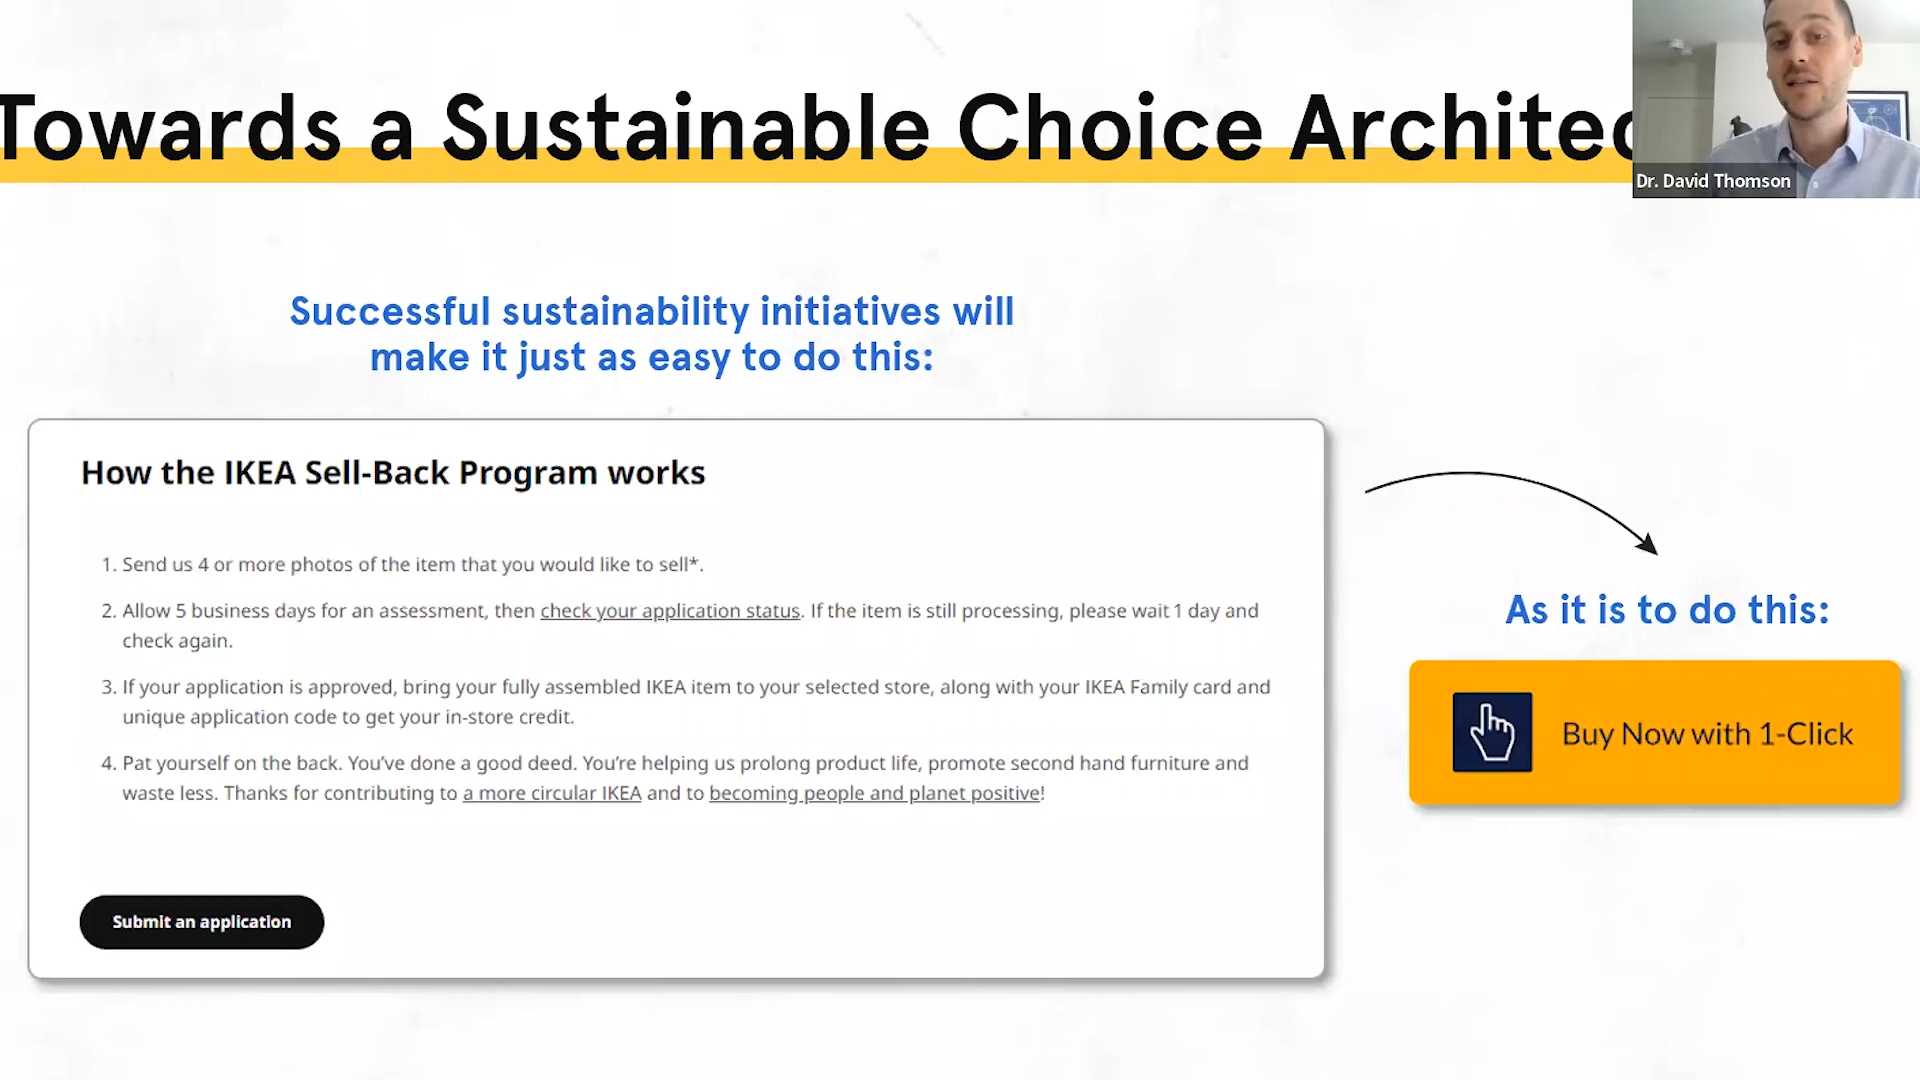 Towards a Sustainable Choice Architec
Dr. David Thomson
Successful sustainability initiatives will
make it just as easy to do this:
How the IKEA Sell-Back Program works
1. Send us 4 or more photos of the item that you would like to sell*.
2. Allow 5 business days for an assessment, then check your application status. If the item is still processing, please wait 1 day and
check again.
3. If your application is approved, bring your fully assembled IKEA item to your selected store, along with your IKEA Family card and
unique application code to get your in-store credit.
4. Pat yourself on the back. You've done a good deed. You're helping us prolong product life, promote second hand furniture and
waste less. Thanks for contributing to a more circular IKEA and to becoming people and planet positive!
Submit an application
As it is to do this:
Buy Now with 1-Click